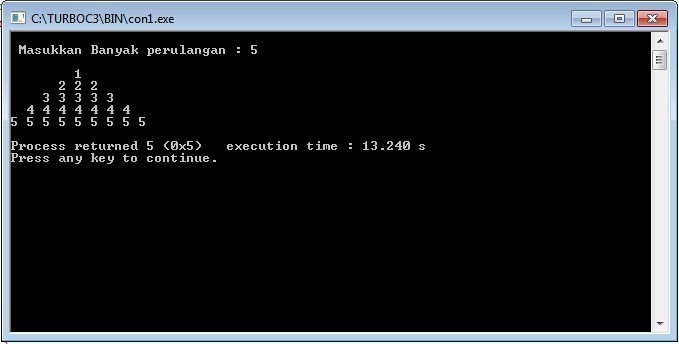 C:\TURBOC3\BIN\con1.exe
Masukkan Banyak perulangan : 5
1
2 2 2
3 3 3 3 3
4 4 4 4 4 4 4
5 5 5 5 5 5 5 5 5
Process returned 5 (0x5)   execution time : 13.240 s
Press any key to continue.